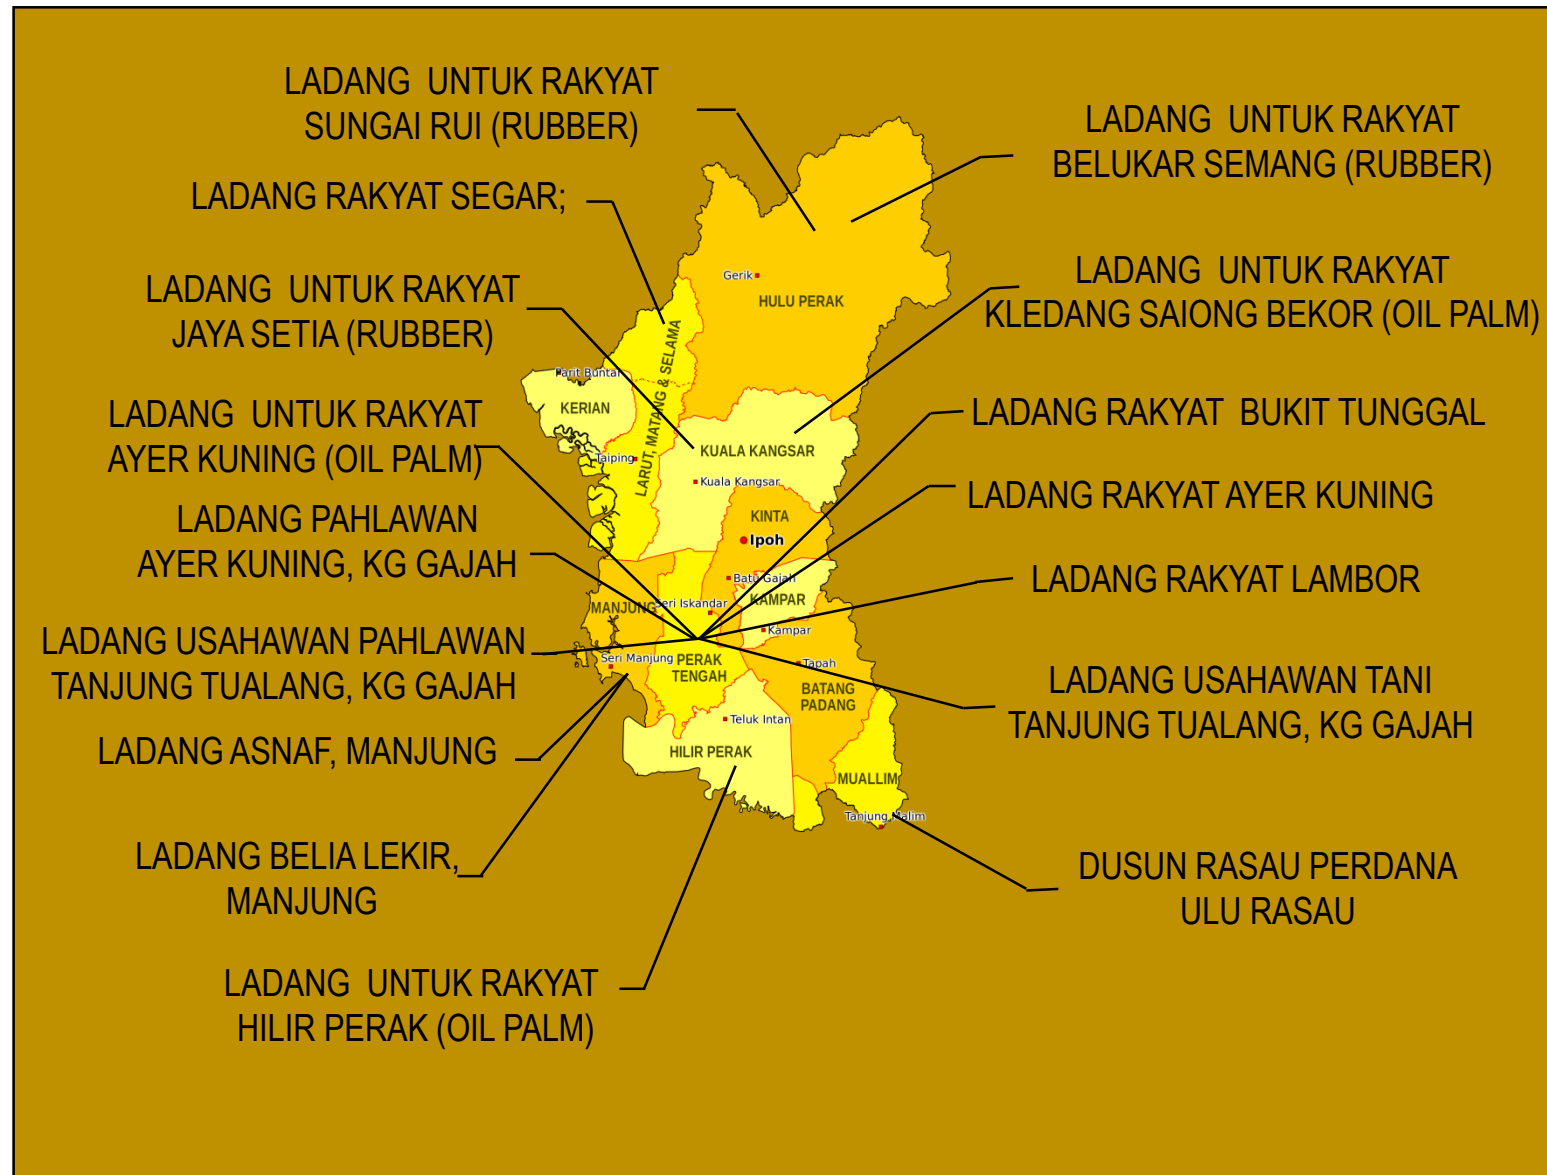 LADANG UNTUK RAKYAT
SUNGAI RUI (RUBBER)
LADANG UNTUK RAKYAT
BELUKAR SEMANG (RUBBER)
LADANG RAKYAT SEGAR;
LADANG UNTUK RAKYAT
KLEDANG SAIONG BEKOR (OIL PALM)
LADANG UNTUK RAKYAT
JAYA SETIA (RUBBER)
LADANG UNTUK RAKYAT
AYER KUNING (OIL PALM)
LADANG RAKYAT BUKIT TUNGGAL
LADANG PAHLAWAN
AYER KUNING, KG GAJAH
LADANG RAKYAT AYER KUNING
LADANG RAKYAT LAMBOR
LADANG USAHAWAN PAHLAWAN
TANJUNG TUALANG, KG GAJAH
LADANG USAHAWAN TANI
TANJUNG TUALANG, KG GAJAH
LADANG ASNAF, MANJUNG
LADANG BELIA LEKIR,
MANJUNG
DUSUN RASAU PERDANA
ULU RASAU
LADANG UNTUK RAKYAT
HILIR PERAK (OIL PALM)
Gerik
HULU PERAK
LARUT, MATANG & SELAMA
Parit Buntar
KERIAN
Taiping
KUALA KANGSAR
Kuala Kangsar
KINTA
Ipoh
Batu Gajah
KAMPAR
Kampar
MANJUNG
Seri Iskandar
Seri Manjung
PERAK
TENGAH
Tapah
BATANG
PADANG
Teluk Intan
HILIR PERAK
MUALLIM
Tanjung Malim